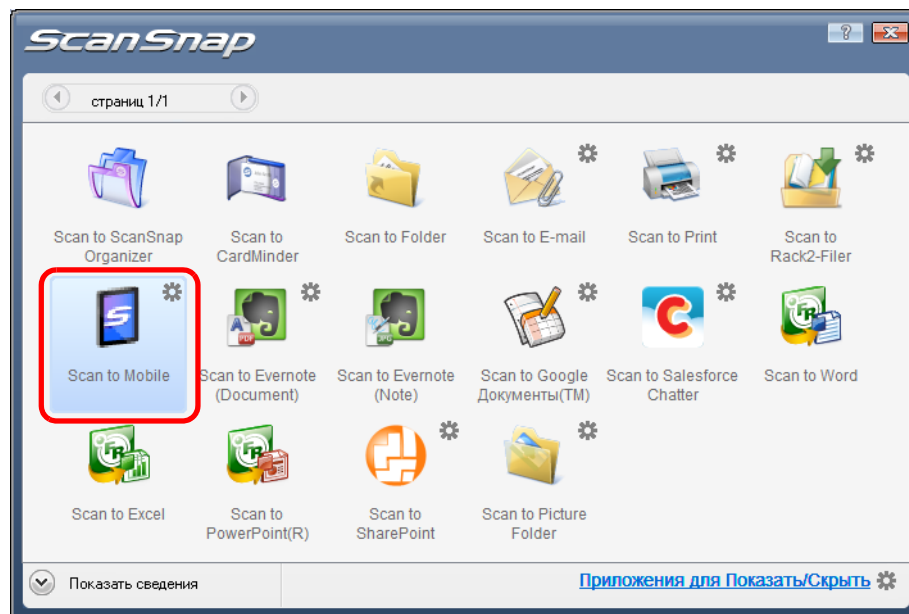 ScanSnap
страниц 1/1
Scan to ScanSnap
Organizer
Scan to
CardMinder
Scan to Folder
Scan to E-mail
Scan to Print
Scan to
Rack2-Filer
Scan to Mobile
Scan to Evernote
(Document)
Scan to Evernote
(Note)
Scan to Google
Документы(TM)
Scan to Salesforce
Chatter
Scan to Word
Scan to Excel
Scan to
PowerPoint(R)
Scan to
SharePoint
Scan to Picture
Folder
Показать сведения
Приложения для Показать/Скрыть